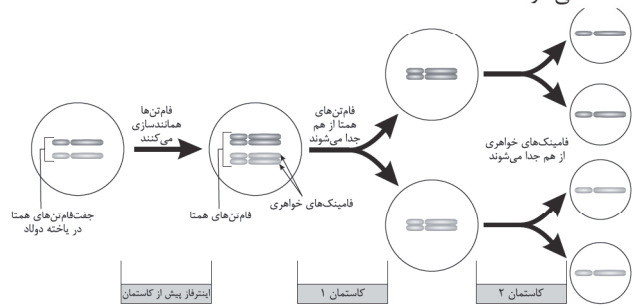 فام‌تن‌ها
همانندسازی
می‌کنند
فام‌تن‌های
همتا از هم
جدا می‌شوند
فامینک‌های خواهری
از هم جدا می‌شوند
جفت‌فام‌تن‌های همتا
در یاخته دولاد
فام‌تن‌های همتا
فامینک‌های خواهری
اینترفاز پیش از کاستمان
کاستمان ۱
کاستمان ۲